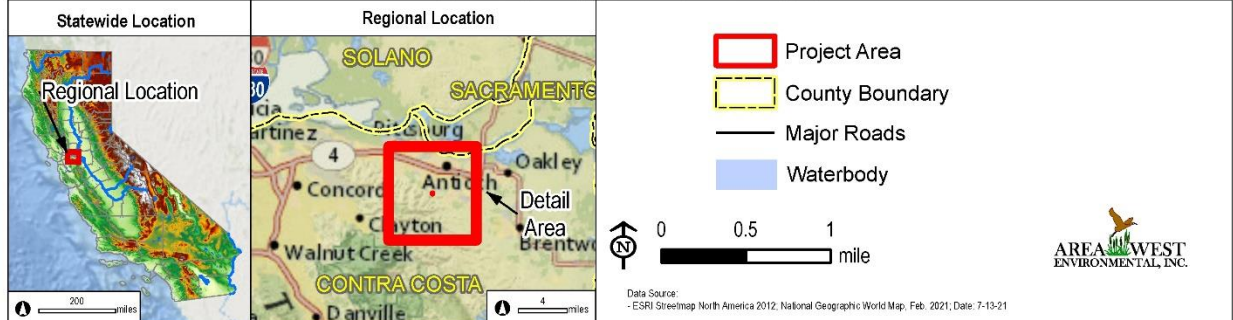 Statewide Location
Regional Location
200
miles
Regional Location
SOLANO
SACRAMENTO
80
Pittsburg
4
Oakley
Concord
Antioch
Detail
Area
Clayton
Walnut Creek
CONTRA COSTA
Danville
4
miles
Project Area
County Boundary
Major Roads
Waterbody
N
0 0.5 1
mile
Data Source:
- ESRI Streetmap North America 2012; National Geographic World Map, Feb. 2021; Date: 7-13-21
AREA WEST
ENVIRONMENTAL, INC.